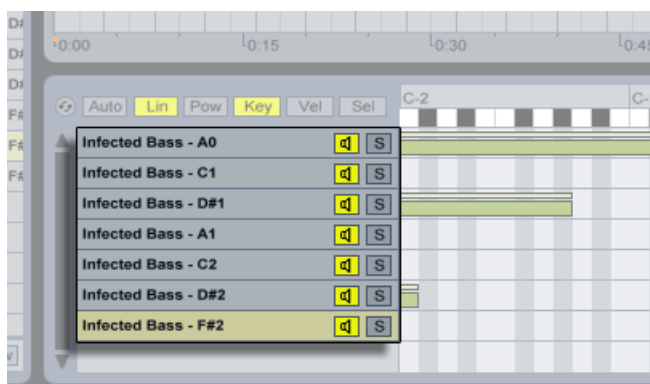 D#
0:00 0:15 0:30 0:4
D#
D#
Auto Lin Pow Key Vel Sel C-2 C-
F#
F#
Infected Bass - A0 S
F#
Infected Bass - C1 S
Infected Bass - D#1 S
Infected Bass - A1 S
Infected Bass - C2 S
Infected Bass - D#2 S
Infected Bass - F#2 S